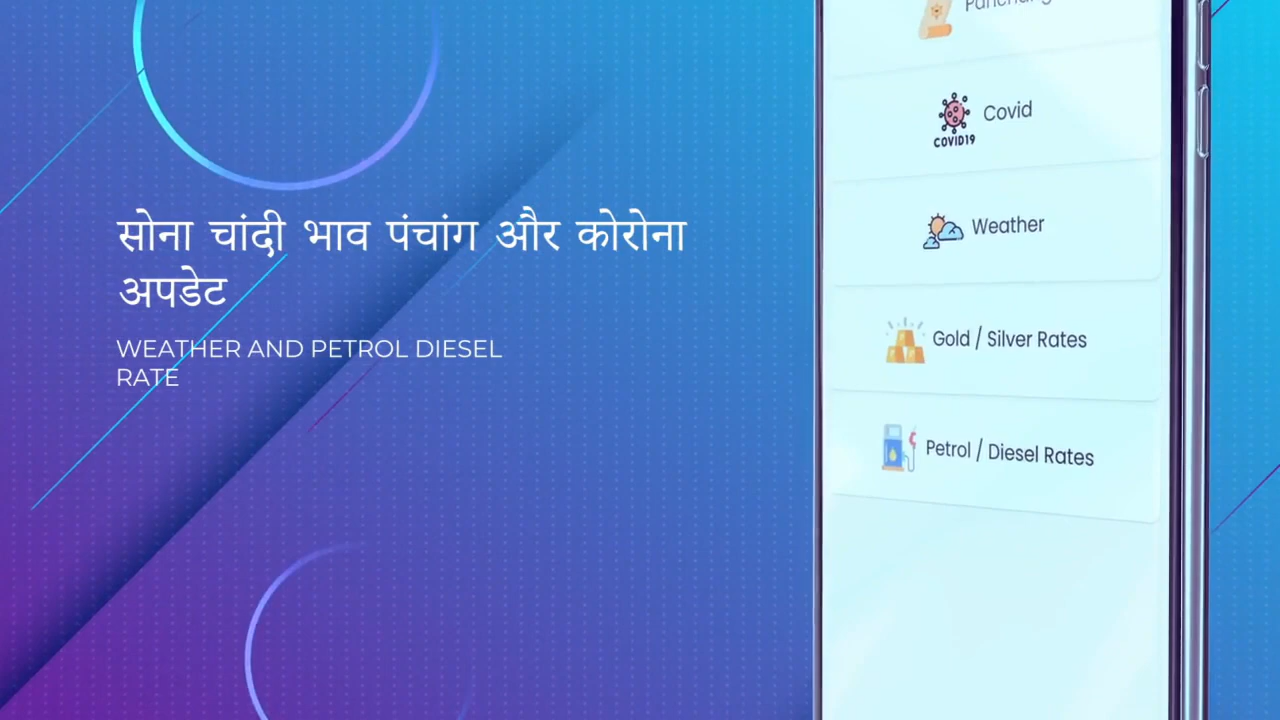 सोना चांदी भाव पंचांग और कोरोना
अपडेट
WEATHER AND PETROL DIESEL
RATE
Covid
COVID19
Weather
Gold / Silver Rates
Petrol / Diesel Rates